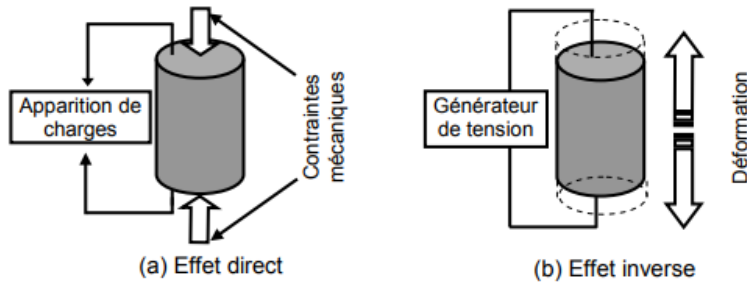 Apparition de
charges
Contraintes
mécaniques
(a) Effet direct
Générateur
de tension
Déformation
(b) Effet inverse